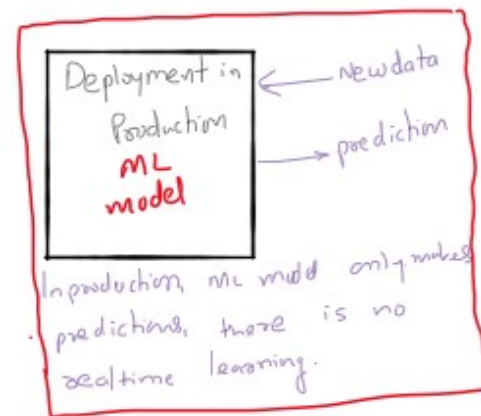 Deployment in
Production
ML
model
New data
prediction
In production, ML model only makes
predictions, there is no
realtime learning.